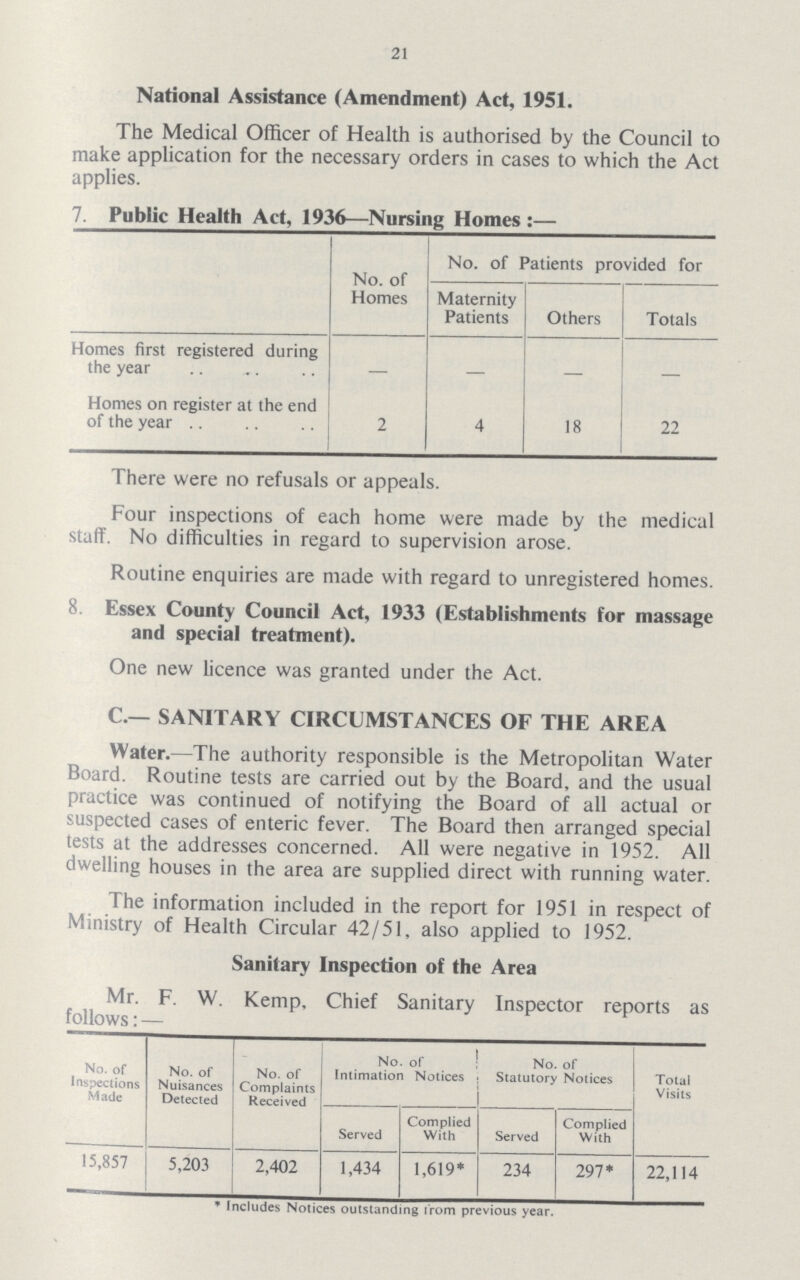 21
National Assistance (Amendment) Act, 1951.
The Medical Officer of Health is authorised by the Council to
make application for the necessary orders in cases to which the Act
applies.
7. Public Health Act, 1936—Nursing Homes :—
No. of Homes | No. of Patients provided for
Maternity Patients | Others | Totals
Homes first registered during
the year .. .. .. — — — —
Homes on register at the end
of the year .. .. .. 2 4 18 22
There were no refusals or appeals.
Four inspections of each home were made by the medical
staff. No difficulties in regard to supervision arose.
Routine enquiries are made with regard to unregistered homes.
8. Essex County Council Act, 1933 (Establishments for massage
and special treatment).
One new licence was granted under the Act.
C.— SANITARY CIRCUMSTANCES OF THE AREA
Water.—The authority responsible is the Metropolitan Water
Board. Routine tests are carried out by the Board, and the usual
practice was continued of notifying the Board of all actual or
suspected cases of enteric fever. The Board then arranged special
tests at the addresses concerned. All were negative in 1952. All
dwelling houses in the area are supplied direct with running water.
The information included in the report for 1951 in respect of
Ministry of Health Circular 42/51, also applied to 1952.
Sanitary Inspection of the Area
Mr. F. W. Kemp, Chief Sanitary Inspector reports as
follows :—
No. of Inspections Made | No. of Nuisances Detected | No. of Complaints Received | No. of Intimation Notices | No. of Statutory Notices | Total Visits
Served | Complied With | Served | Complied With
15,857 5,203 2,402 1,434 1,619* 234 297* 22,114
* Includes Notices outstanding from previous year.